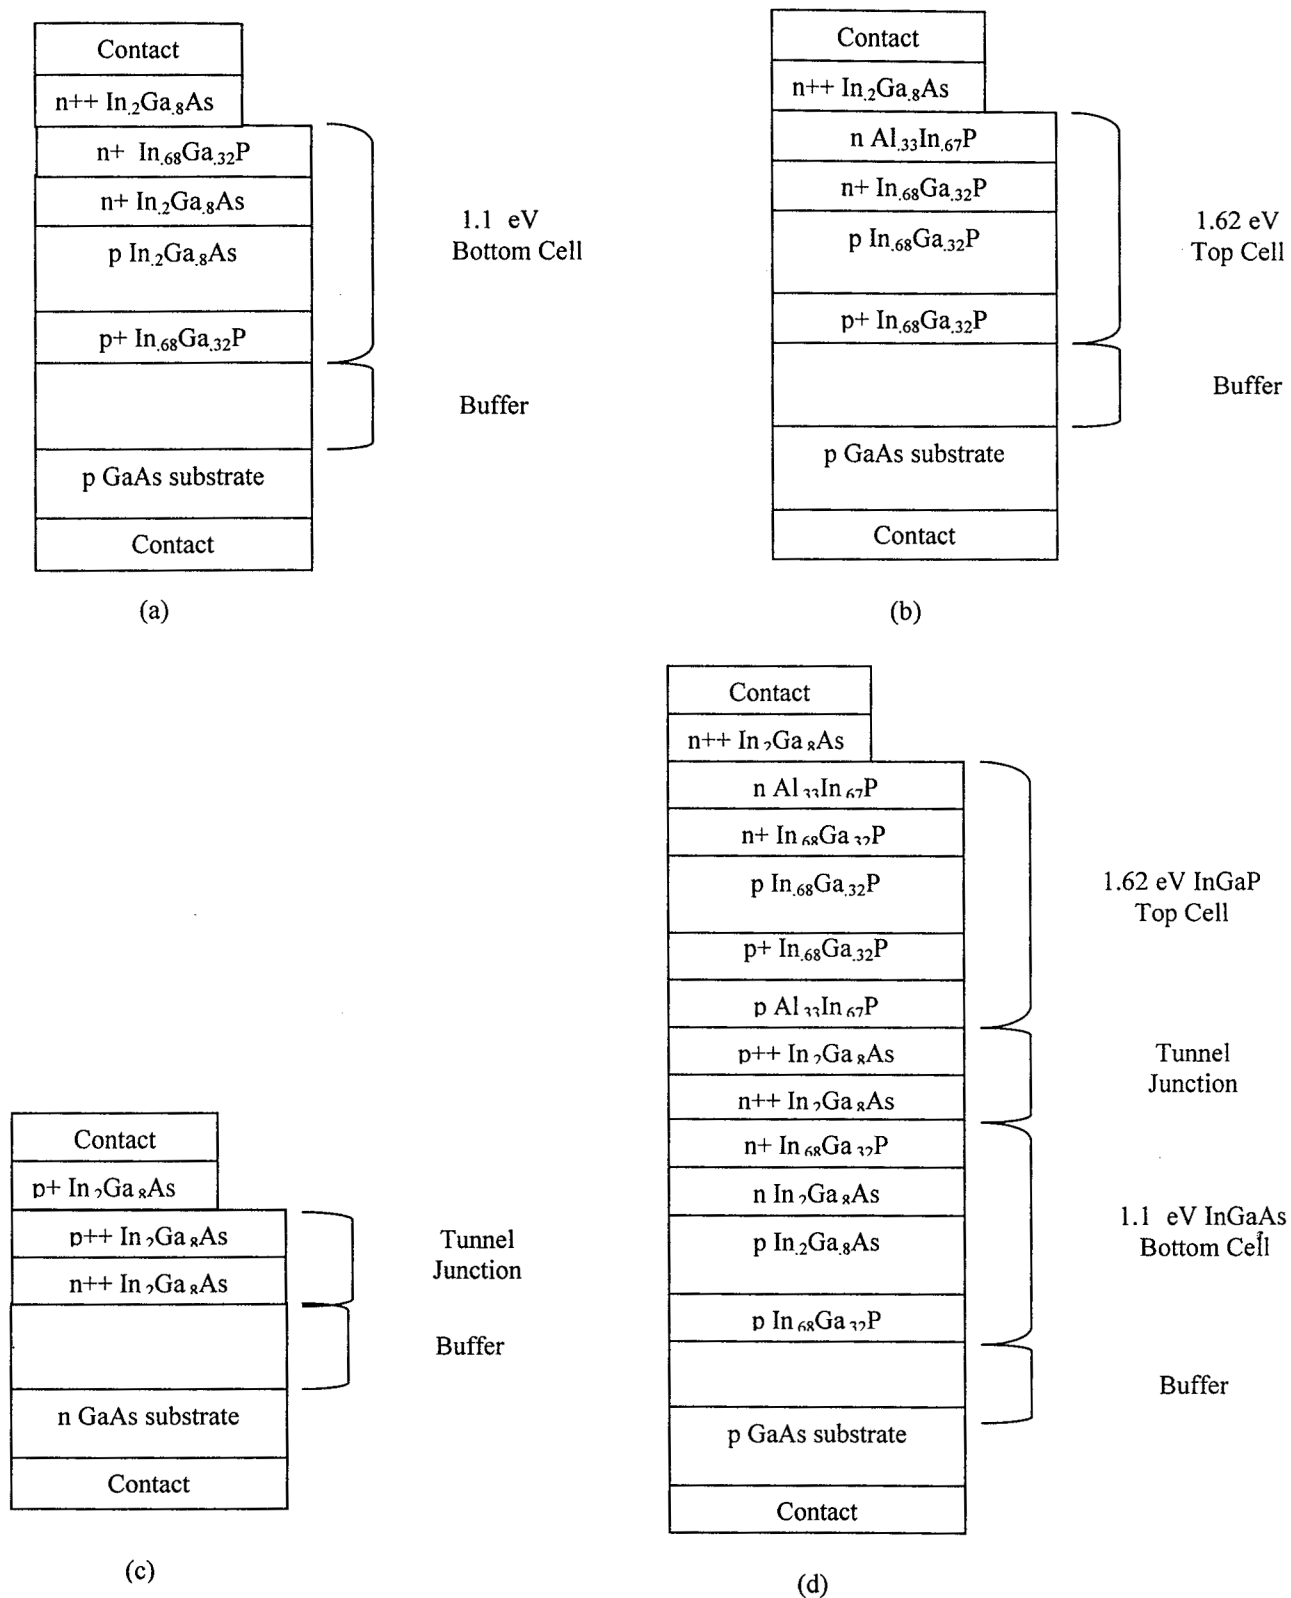 Contact
n++ In.2Ga.8As
n+ In.68Ga.32P
n+ In.2Ga.8As
p In.2Ga.8As
p+ In.68Ga.32P
p GaAs substrate
Contact
1.1 eV
Bottom Cell
Buffer
(a)
Contact
n++ In.2Ga.8As
n Al.33In.67P
n+ In.68Ga.32P
p In.68Ga.32P
p+ In.68Ga.32P
p GaAs substrate
Contact
1.62 eV
Top Cell
Buffer
(b)
Contact
p+ In.2Ga.8As
p++ In.2Ga.8As
n++ In.2Ga.8As
n GaAs substrate
Contact
Tunnel
Junction
Buffer
(c)
Contact
n++ In.2Ga.8As
n Al.33In.67P
n+ In.68Ga.32P
p In.68Ga.32P
p+ In.68Ga.32P
p Al.33In.67P
p++ In.2Ga.8As
n++ In.2Ga.8As
n+ In.68Ga.32P
n In.2Ga.8As
p In.2Ga.8As
p In.68Ga.32P
p GaAs substrate
Contact
1.62 eV InGaP
Top Cell
Tunnel
Junction
1.1 eV InGaAs
Bottom Cell
Buffer
(d)